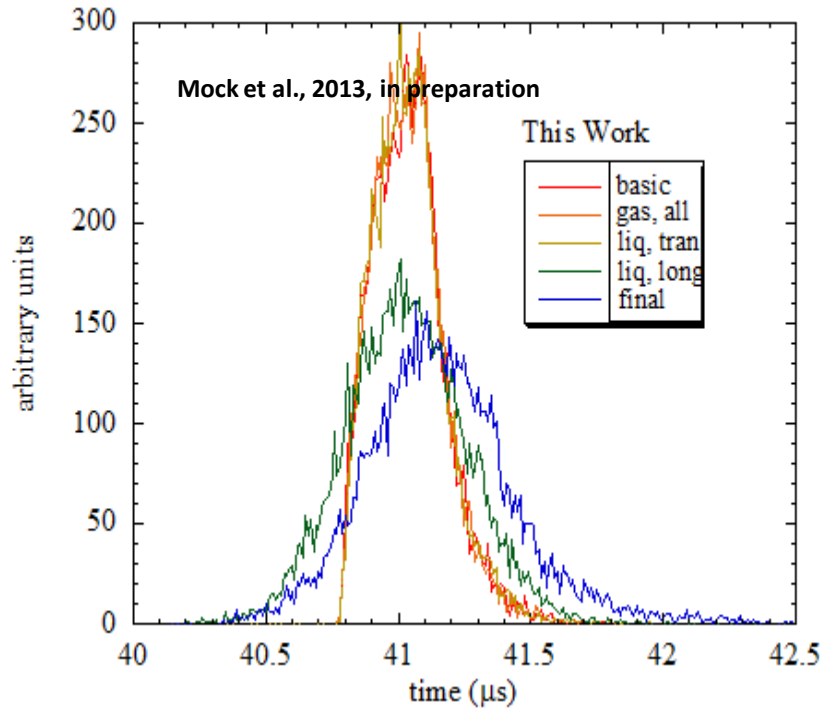 300
Mock et al., 2013, in preparation
250
This Work
basic
gas, all
liq, tran
liq, long
final
200
150
100
50
0
arbitrary units
40 40.5 41 41.5 42 42.5
time (μs)